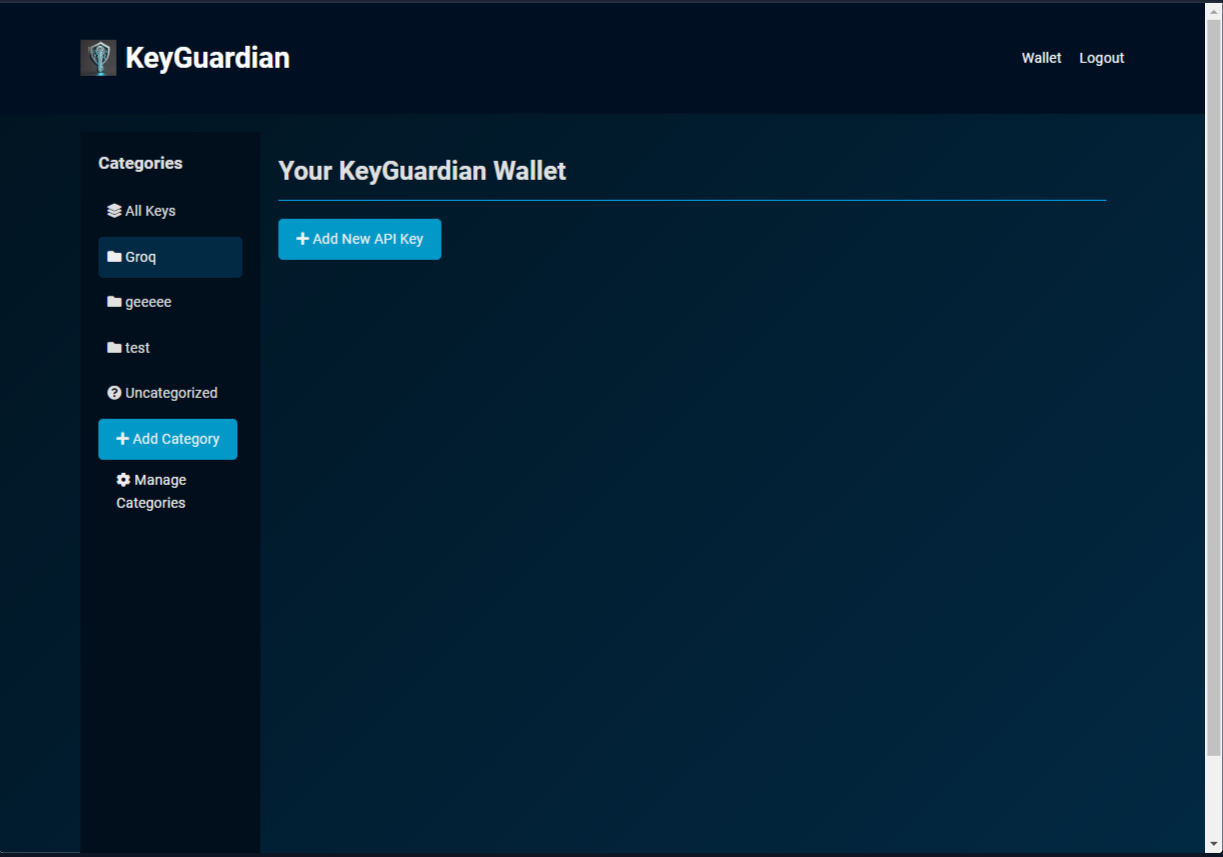 KeyGuardian
Wallet
Logout
Categories
All Keys
Groq
geeeee
test
Uncategorized
Add Category
Manage
Categories
Your KeyGuardian Wallet
Add New API Key